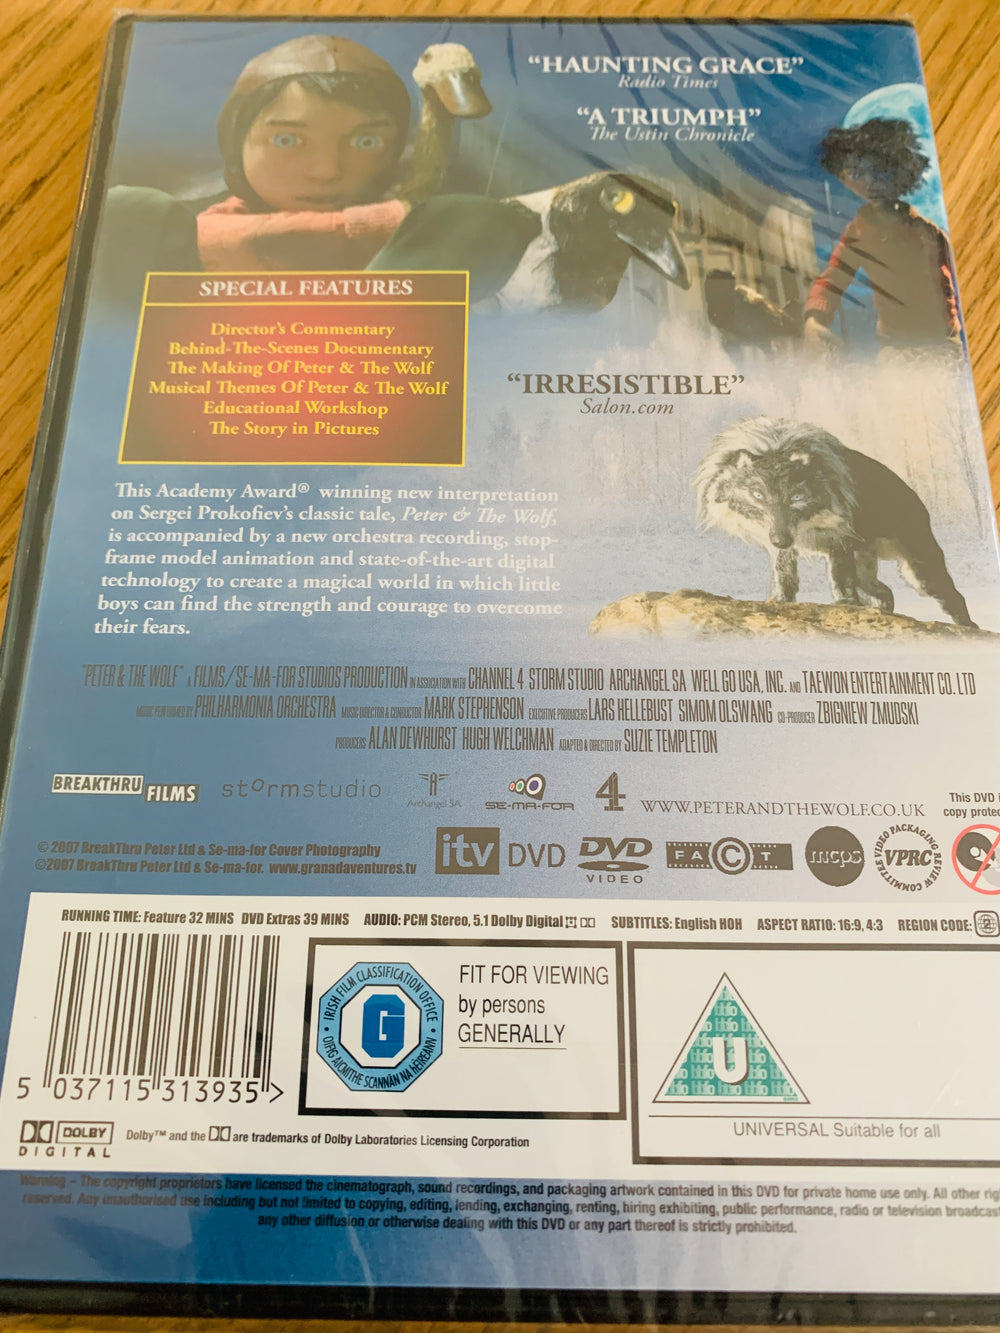 “HAUNTING GRACE”
Radio Times
“A TRIUMPH”
The Ustin Chronicle
SPECIAL FEATURES
Director's Commentary
Behind-The-Scenes Documentary
The Making Of Peter & The Wolf
Musical Themes Of Peter & The Wolf
Educational Workshop
The Story in Pictures
“IRRESISTIBLE”
Salon.com
This Academy Award® winning new interpretation
on Sergei Prokofiev's classic tale, Peter & The Wolf,
is accompanied by a new orchestra recording, stop-
frame model animation and state-of-the-art digital
technology to create a magical world in which little
boys can find the strength and courage to overcome
their fears.
"PETER & THE WOLF" A FILMS/SE-MA-FOR STUDIOS PRODUCTION IN ASSOCIATION WITH CHANNEL 4 STORM STUDIO ARCHANGEL SA WELL GO USA, INC. AND TAEWON ENTERTAINMENT CO. LTD
MUSIC PERFORMED BY PHILHARMONIA ORCHESTRA MUSIC DIRECTOR & CONDUCTOR MARK STEPHENSON EXECUTIVE PRODUCERS LARS HELLEBUST SIMOM OLSWANG CO-PRODUCER ZBIGNIEW ZMUDSKI
PRODUCERS ALAN DEWHURST HUGH WELCHMAN ADAPTED & DIRECTED BY SUZIE TEMPLETON
BREAKTHRU FILMS stormstudio Archangel SA SE-MA-FOR 4 WWW.PETERANDTHEWOLF.CO.UK
This DVD i
copy protec
© 2007 BreakThru Peter Ltd & Se-ma-for Cover Photography
©2007 BreakThru Peter Ltd & Se-ma-for. www.granadaventures.tv
itv DVD DVD VIDEO FACT mcps VIDEO PACKAGING REVIEW COMMITTEE VPRC
RUNNING TIME: Feature 32 MINS DVD Extras 39 MINS AUDIO: PCM Stereo, 5.1 Dolby Digital SUBTITLES: English HOH ASPECT RATIO: 16:9, 4:3 REGION CODE: 2
IRISH FILM CLASSIFICATION OFFICE
G
OIFIG AICMITHE SCANNÁN NA HÉIREANN
FIT FOR VIEWING
by persons
GENERALLY
U
UNIVERSAL Suitable for all
5 037115 313935 >
DOLBY
DIGITAL
Dolby™ and the are trademarks of Dolby Laboratories Licensing Corporation
Warning – The copyright proprietors have licensed the cinematograph, sound recordings, and packaging artwork contained in this DVD for private home use only. All other rig
reserved. Any unauthorised use including but not limited to copying, editing, lending, exchanging, renting, hiring exhibiting, public performance, radio or television broadcast
any other diffusion or otherwise dealing with this DVD or any part thereof is strictly prohibited.